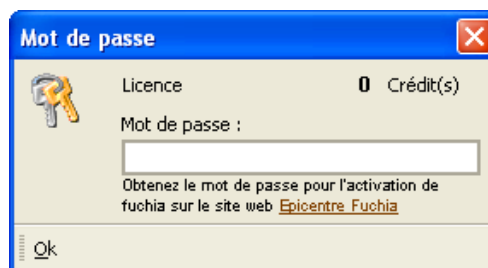 Mot de passe
Licence 0 Crédit(s)
Mot de passe :
Obtenez le mot de passe pour l'activation de
fuchia sur le site web Epicentre Fuchia
Ok